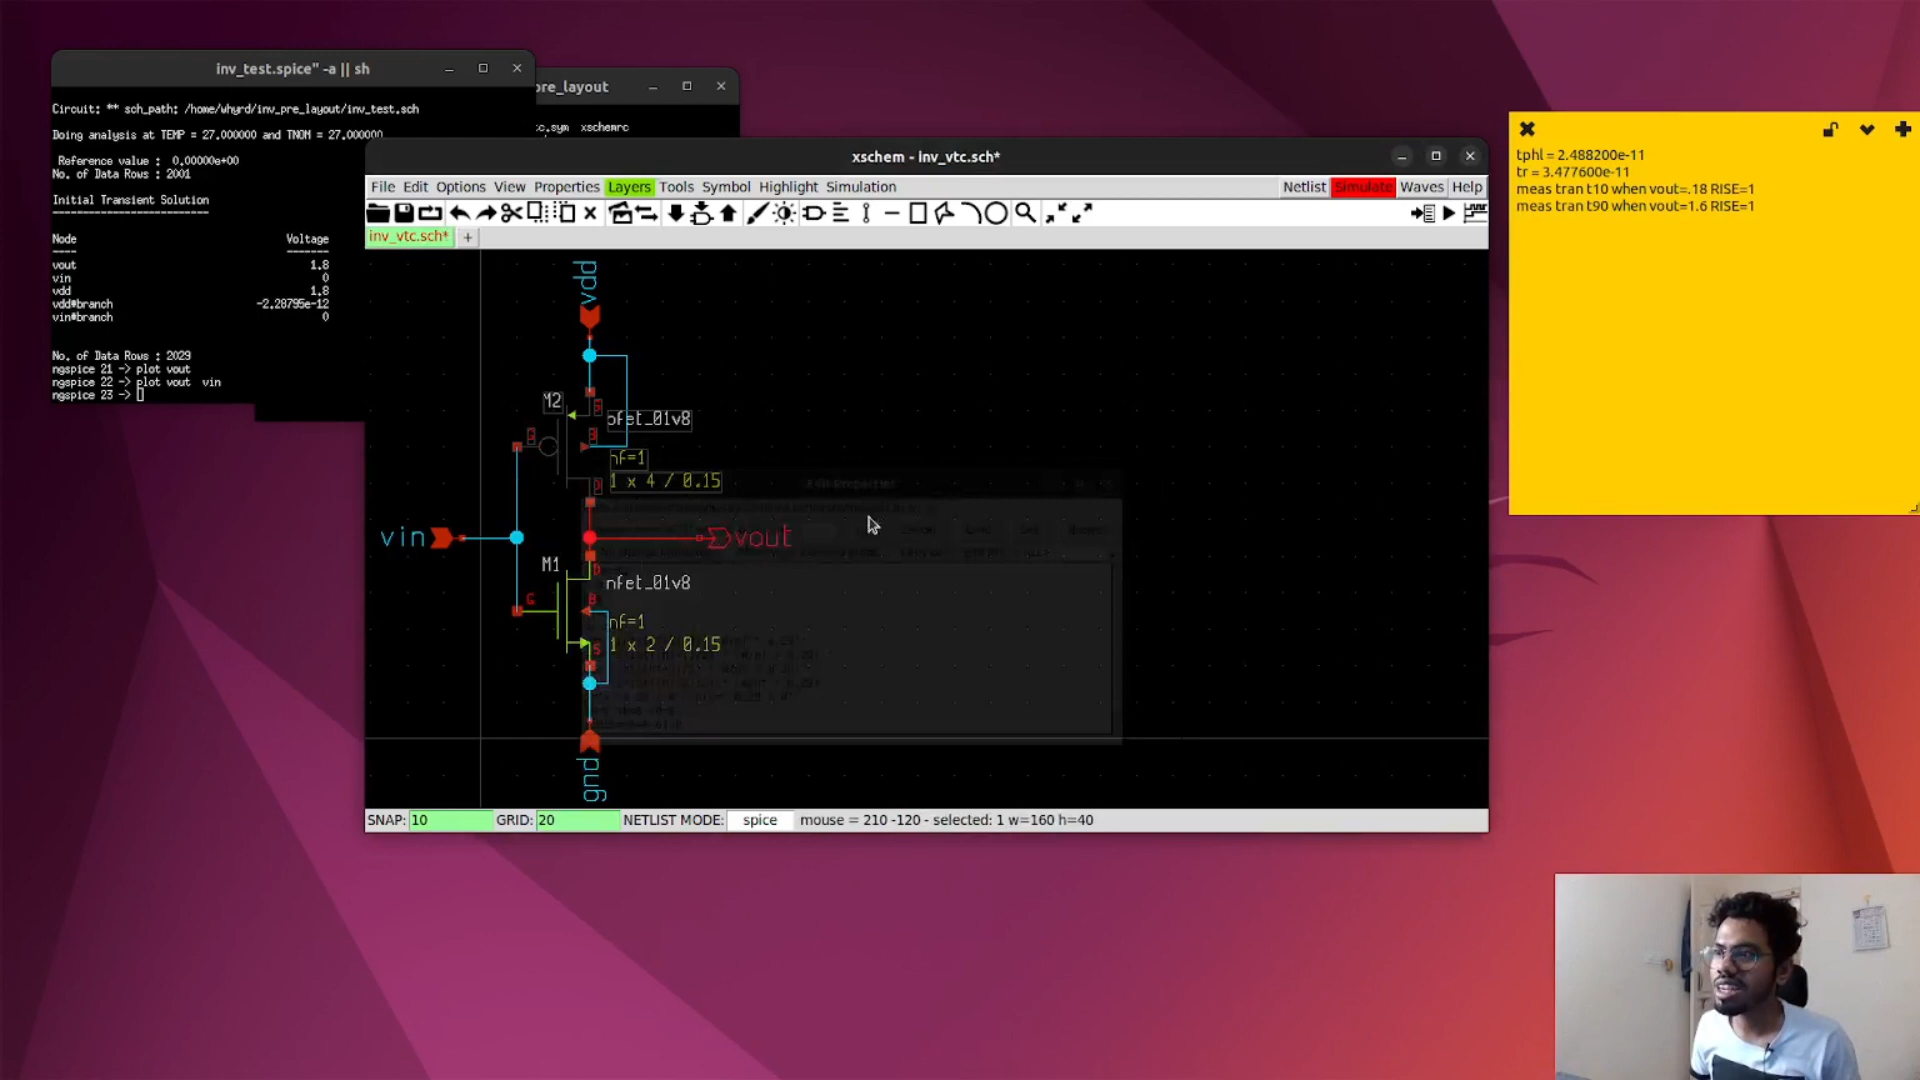 inv_test.spice" -a || sh
Circuit: ** sch_path: /home/whyrd/inv_pre_layout/inv_test.sch
Doing analysis at TEMP = 27.000000 and TNOM = 27.000000
Reference value : 0.00000e+00
No. of Data Rows : 2001
Initial Transient Solution
Node Voltage
vout 1.8
vin 0
vdd 1.8
vdd#branch -2.28795e-12
vin#branch 0
No. of Data Rows : 2029
ngspice 21 -> plot vout
ngspice 22 -> plot vout vin
ngspice 23 ->
pre_layout
tc.sym xschemrc
xschem - inv_vtc.sch*
File Edit Options View Properties Layers Tools Symbol Highlight Simulation Netlist Simulate Waves Help
inv_vtc.sch* +
vdd
M2
S
pfet_01v8
G
B
nf=1
D
1 x 4 / 0.15
vin
vout
M1
D
nfet_01v8
G
B
nf=1
S
1 x 2 / 0.15
gnd
SNAP: 10 GRID: 20 NETLIST MODE: spice mouse = 210 -120 - selected: 1 w=160 h=40
tphl = 2.488200e-11
tr = 3.477600e-11
meas tran t10 when vout=.18 RISE=1
meas tran t90 when vout=1.6 RISE=1